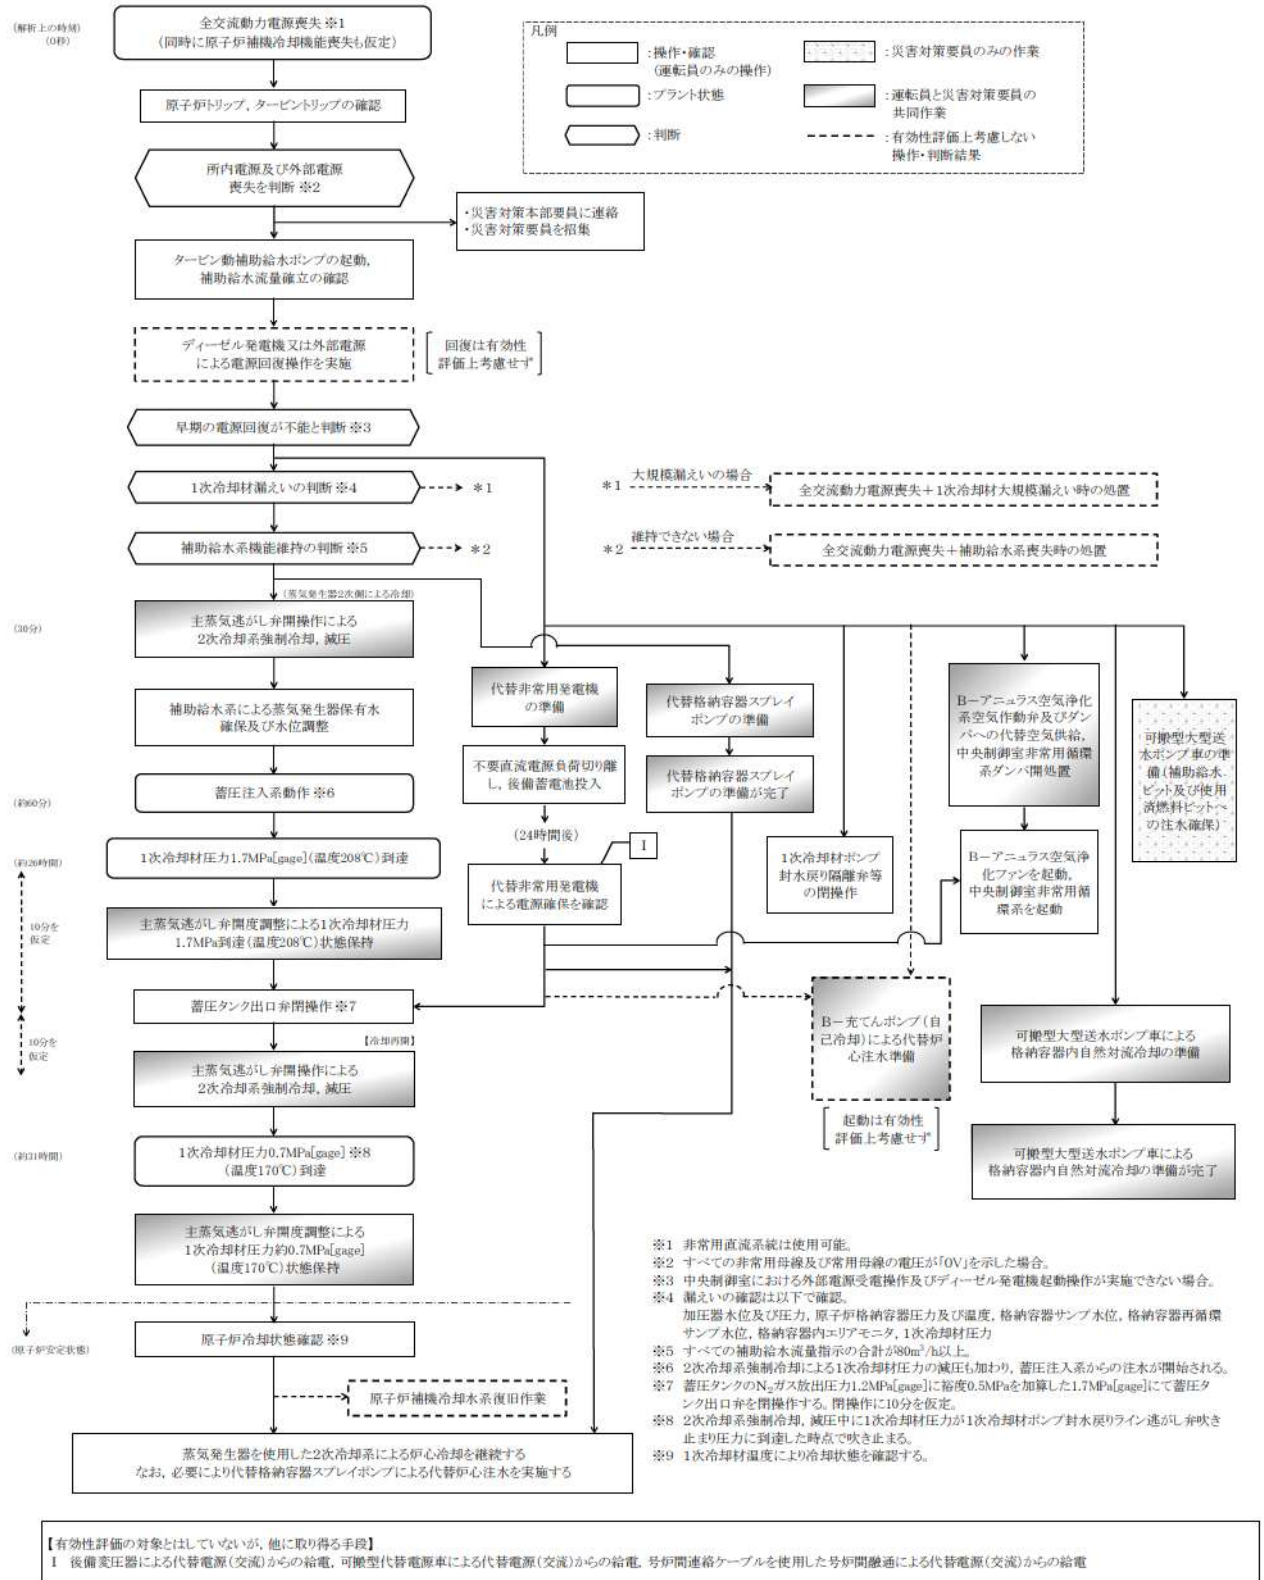 (解析上の時刻)
(0秒)
全交流動力電源喪失 ※1
(同時に原子炉補機冷却機能喪失も仮定)
凡例
:操作・確認
(運転員のみの操作)
:プラント状態
:判断
:災害対策要員のみの作業
:運転員と災害対策要員の
共同作業
:有効性評価上考慮しない
操作・判断結果
原子炉トリップ，タービントリップの確認
所内電源及び外部電源
喪失を判断 ※2
・災害対策本部要員に連絡
・災害対策要員を招集
タービン動補助給水ポンプの起動，
補助給水流量確立の確認
ディーゼル発電機又は外部電源
による電源回復操作を実施
回復は有効性
評価上考慮せず
早期の電源回復が不能と判断 ※3
1次冷却材漏えいの判断 ※4
＊1
＊1
大規模漏えいの場合
全交流動力電源喪失＋1次冷却材大規模漏えい時の処置
補助給水系機能維持の判断 ※5
＊2
＊2
維持できない場合
全交流動力電源喪失＋補助給水系喪失時の処置
(蒸気発生器2次側による冷却)
(30分)
主蒸気逃がし弁開操作による
2次冷却系強制冷却，減圧
補助給水系による蒸気発生器保有水
確保及び水位調整
蓄圧注入系動作 ※6
(約60分)
1次冷却材圧力1.7MPa[gage](温度208℃)到達
(約26時間)
10分を
仮定
主蒸気逃がし弁開度調整による1次冷却材圧力
1.7MPa到達(温度208℃)状態保持
蓄圧タンク出口弁閉操作 ※7
10分を
仮定
【冷却再開】
主蒸気逃がし弁開操作による
2次冷却系強制冷却，減圧
(約31時間)
1次冷却材圧力0.7MPa[gage] ※8
(温度170℃)到達
主蒸気逃がし弁開度調整による
1次冷却材圧力約0.7MPa[gage]
(温度170℃)状態保持
(原子炉安定状態)
原子炉冷却状態確認 ※9
原子炉補機冷却水系復旧作業
蒸気発生器を使用した2次冷却系による炉心冷却を継続する
なお，必要により代替格納容器スプレイポンプによる代替炉心注水を実施する
代替非常用発電機
の準備
不要直流電源負荷切り離
し，後備蓄電池投入
(24時間後)
Ⅰ
代替非常用発電機
による電源確保を確認
代替格納容器スプレイ
ポンプの準備
代替格納容器スプレイ
ポンプの準備が完了
1次冷却材ポンプ
封水戻り隔離弁等
の閉操作
B－アニュラス空気浄化
系空気作動弁及びダン
パへの代替空気供給，
中央制御室非常用循環
系ダンパ開処置
B－アニュラス空気浄
化ファンを起動，
中央制御室非常用循
環系を起動
可搬型大型送
水ポンプ車の準
備(補助給水
ピット及び使用
済燃料ピットへ
の注水確保)
B－充てんポンプ(自
己冷却)による代替炉
心注水準備
起動は有効性
評価上考慮せず
可搬型大型送水ポンプ車による
格納容器内自然対流冷却の準備
可搬型大型送水ポンプ車による
格納容器内自然対流冷却の準備が完了
※1 非常用直流系統は使用可能。
※2 すべての非常用母線及び常用母線の電圧が「0V」を示した場合。
※3 中央制御室における外部電源受電操作及びディーゼル発電機起動操作が実施できない場合。
※4 漏えいの確認は以下で確認。
加圧器水位及び圧力，原子炉格納容器圧力及び温度，格納容器サンプ水位，格納容器再循環
サンプ水位，格納容器内エリアモニタ，1次冷却材圧力
※5 すべての補助給水流量指示の合計が80m³/h以上。
※6 2次冷却系強制冷却による1次冷却材圧力の減圧も加わり，蓄圧注入系からの注水が開始される。
※7 蓄圧タンクのN₂ガス放出圧力1.2MPa[gage]に裕度0.5MPaを加算した1.7MPa[gage]にて蓄圧タ
ンク出口弁を閉操作する。閉操作に10分を仮定。
※8 2次冷却系強制冷却，減圧中に1次冷却材圧力が1次冷却材ポンプ封水戻りライン逃がし弁吹き
止まり圧力に到達した時点で吹き止まる。
※9 1次冷却材温度により冷却状態を確認する。
【有効性評価の対象とはしていないが，他に取り得る手段】
Ⅰ 後備変圧器による代替電源(交流)からの給電，可搬型代替電源車による代替電源(交流)からの給電，号炉間連絡ケーブルを使用した号炉間融通による代替電源(交流)からの給電